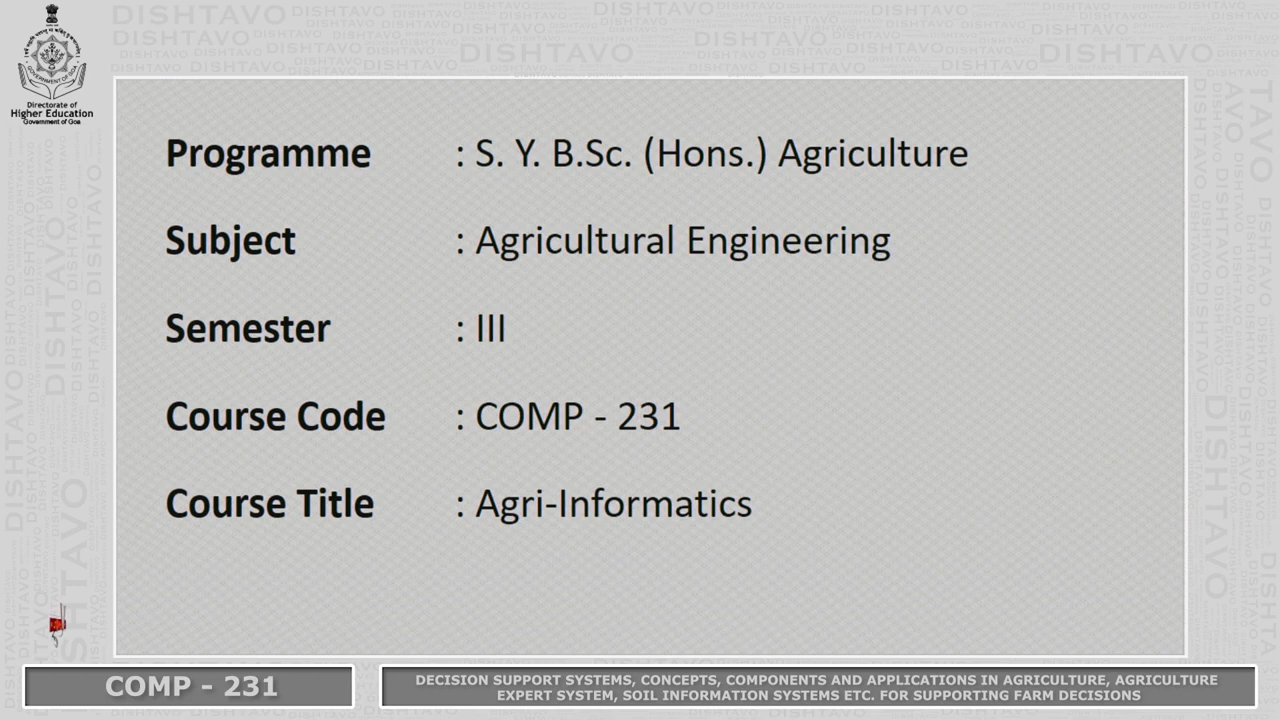 Directorate of
Higher Education
Government of Goa
Programme : S. Y. B.Sc. (Hons.) Agriculture
Subject : Agricultural Engineering
Semester : III
Course Code : COMP - 231
Course Title : Agri-Informatics
COMP - 231
DECISION SUPPORT SYSTEMS, CONCEPTS, COMPONENTS AND APPLICATIONS IN AGRICULTURE, AGRICULTURE
EXPERT SYSTEM, SOIL INFORMATION SYSTEMS ETC. FOR SUPPORTING FARM DECISIONS
DISHTAVO